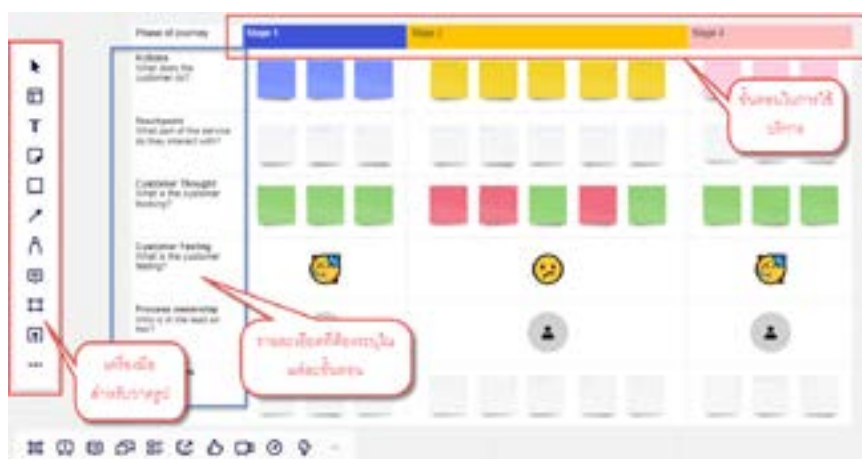 Phase of journey
Stage 1
Stage 2
Stage 3
Actions
What does the
customer do?
Touchpoint
What part of the service
do they interact with?
Customer Thought
What is the customer
thinking?
Customer Feeling
What is the customer
feeling?
Process ownership
Who is in the lead on
this?
ขั้นตอนในการใช้
บริการ
รายละเอียดที่ต้องระบุใน
แต่ละขั้นตอน
เครื่องมือ
สำหรับวาดรูป